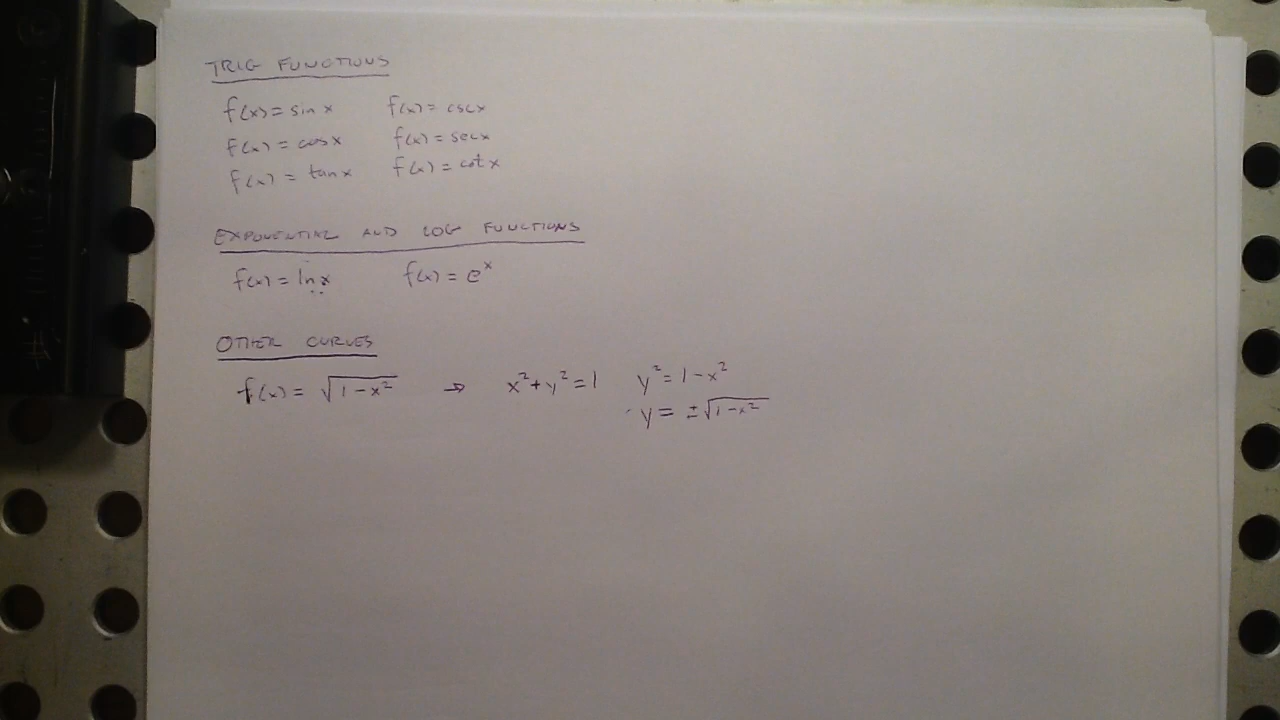 TRIG FUNCTIONS
f(x) = sin x f(x) = csc x
f(x) = cos x f(x) = sec x
f(x) = tan x f(x) = cot x
EXPONENTIAL AND LOG FUNCTIONS
f(x) = ln x f(x) = e^x
OTHER CURVES
f(x) = √(1-x²) → x² + y² = 1 y² = 1 - x²
y = ±√(1-x²)